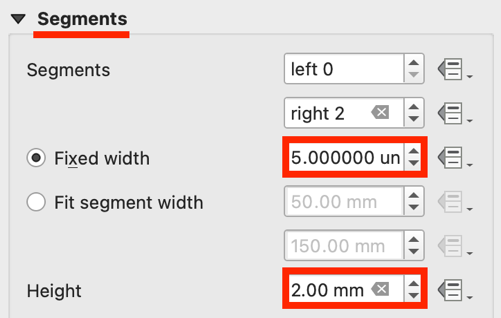 Segments
Segments left 0
right 2
Fixed width 5.000000 un
Fit segment width 50.00 mm
150.00 mm
Height 2.00 mm